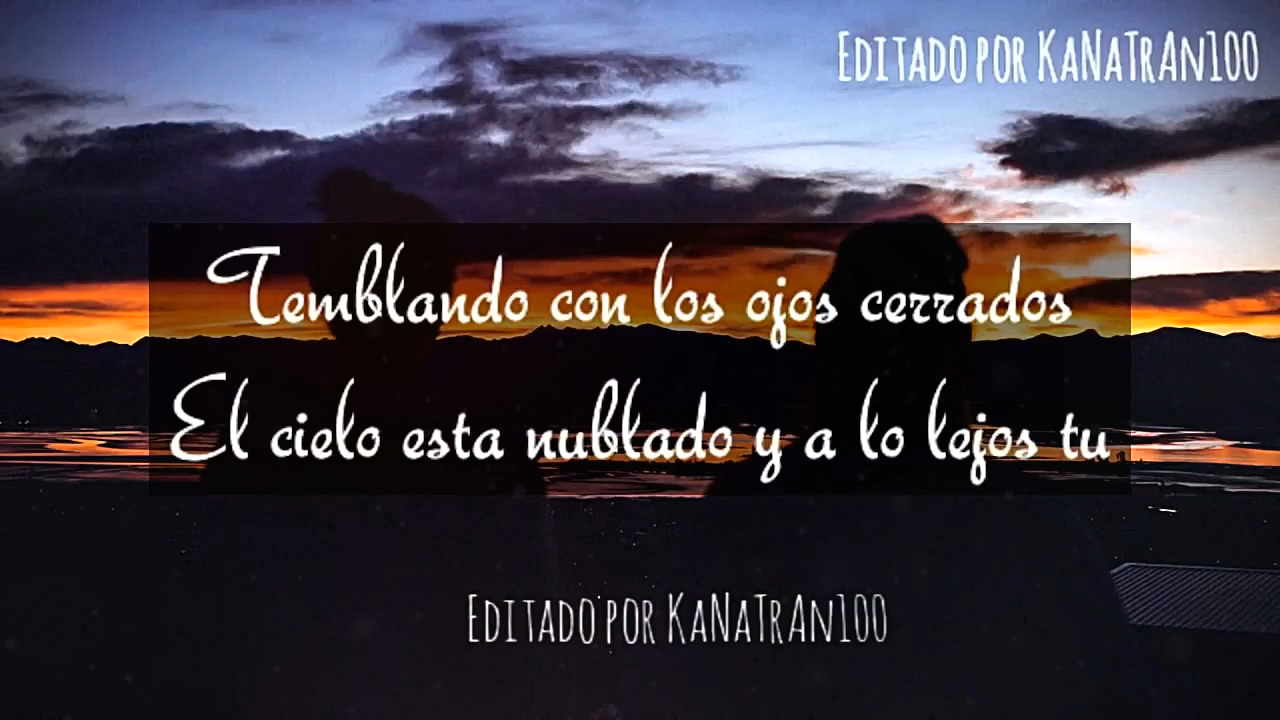 EDITADO POR KANATRAN100
Temblando con los ojos cerrados
El cielo esta nublado y a lo lejos tu
EDITADO POR KANATRAN100